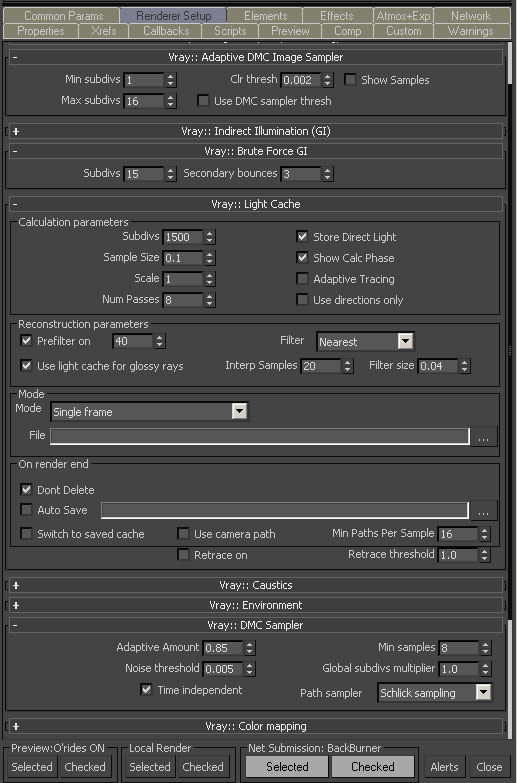 Common Params Renderer Setup Elements Effects Atmos+Exp Network
Properties Xrefs Callbacks Scripts Preview Comp Custom Warnings
- Vray:: Adaptive DMC Image Sampler
Min subdivs 1 Clr thresh 0.002 Show Samples
Max subdivs 16 Use DMC sampler thresh
+ Vray:: Indirect Illumination (GI)
- Vray:: Brute Force GI
Subdivs 15 Secondary bounces 3
- Vray:: Light Cache
Calculation parameters
Subdivs 1500 Store Direct Light
Sample Size 0.1 Show Calc Phase
Scale 1 Adaptive Tracing
Num Passes 8 Use directions only
Reconstruction parameters
Prefilter on 40 Filter Nearest
Use light cache for glossy rays Interp Samples 20 Filter size 0.04
Mode
Mode Single frame
File ...
On render end
Dont Delete
Auto Save ...
Switch to saved cache Use camera path Min Paths Per Sample 16
Retrace on Retrace threshold 1.0
+ Vray:: Caustics
+ Vray:: Environment
- Vray:: DMC Sampler
Adaptive Amount 0.85 Min samples 8
Noise threshold 0.005 Global subdivs multiplier 1.0
Time independent Path sampler Schlick sampling
+ Vray:: Color mapping
Preview:O'rides ON Local Render Net Submission: BackBurner
Selected Checked Selected Checked Selected Checked Alerts Close